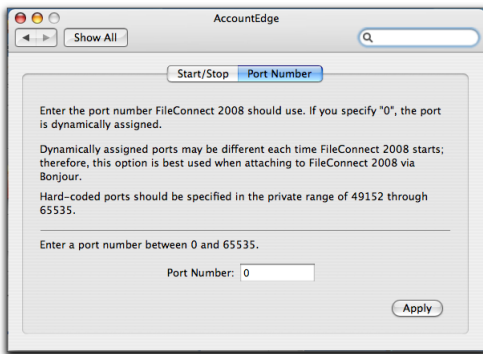 AccountEdge
Show All
Start/Stop
Port Number
Enter the port number FileConnect 2008 should use. If you specify "0", the port
is dynamically assigned.
Dynamically assigned ports may be different each time FileConnect 2008 starts;
therefore, this option is best used when attaching to FileConnect 2008 via
Bonjour.
Hard-coded ports should be specified in the private range of 49152 through
65535.
Enter a port number between 0 and 65535.
Port Number: 0
Apply